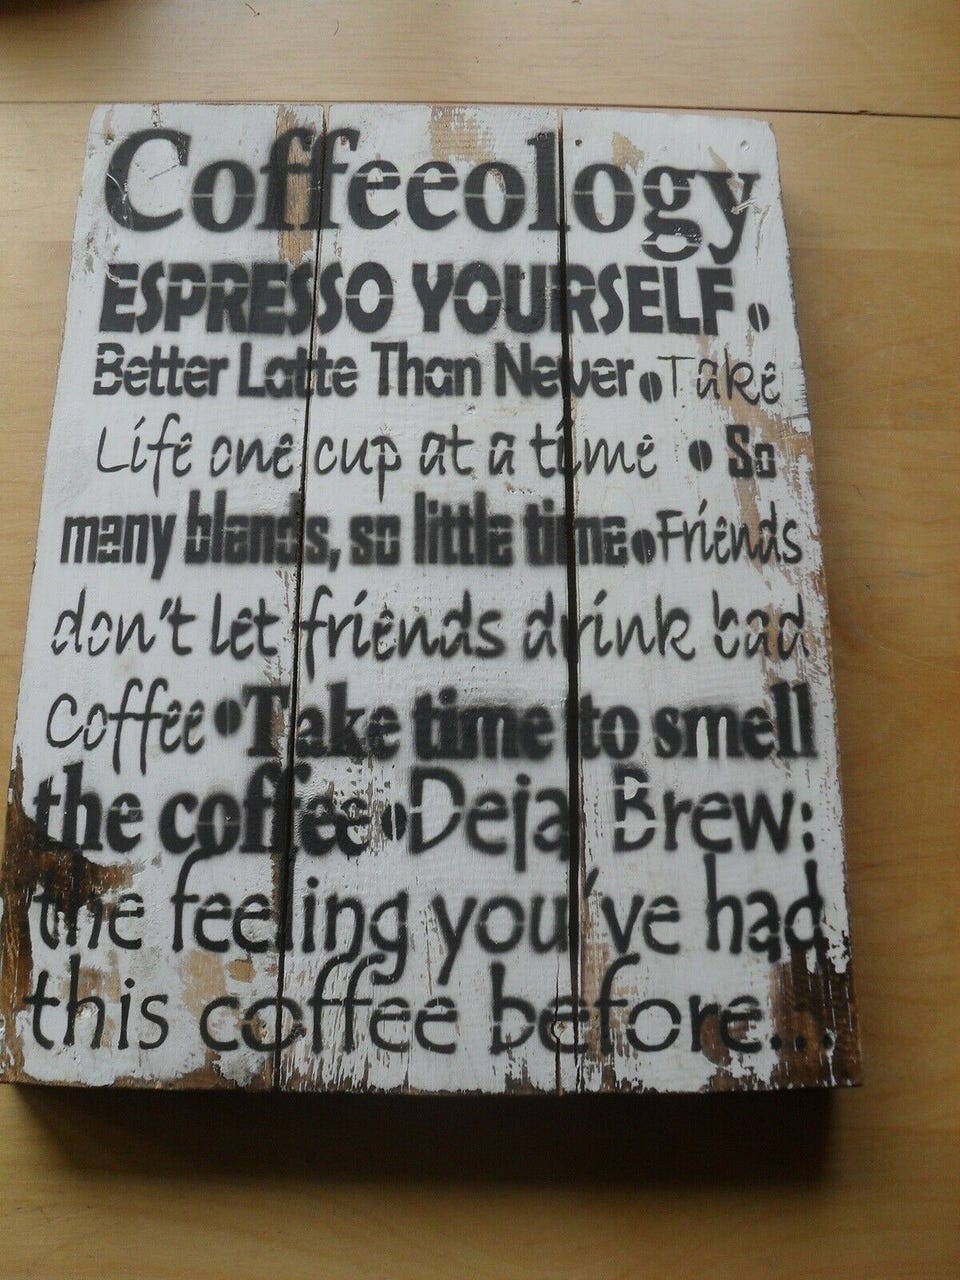 Coffeeology
ESPRESSO YOURSELF •
Better Latte Than Never • Take
Life one cup at a time • So
many blends, so little time • Friends
don't let friends drink bad
Coffee • Take time to smell
the coffee • Deja Brew:
the feeling you've had
this coffee before...